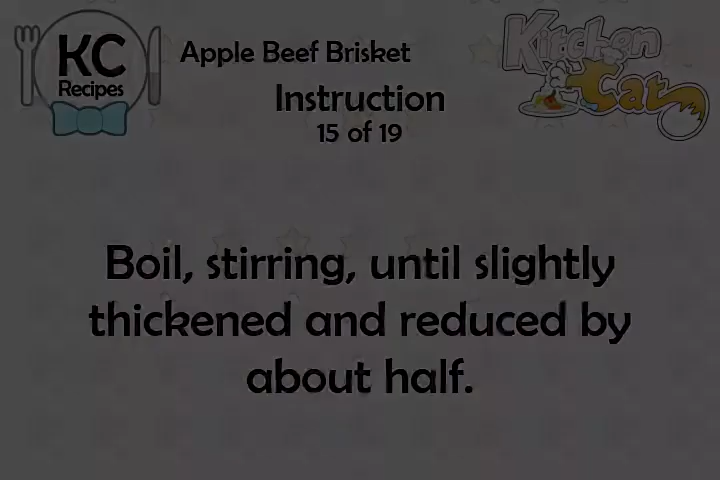 KC
Recipes
Apple Beef Brisket
Kitchen
Cat
Instruction
15 of 19
Boil, stirring, until slightly
thickened and reduced by
about half.